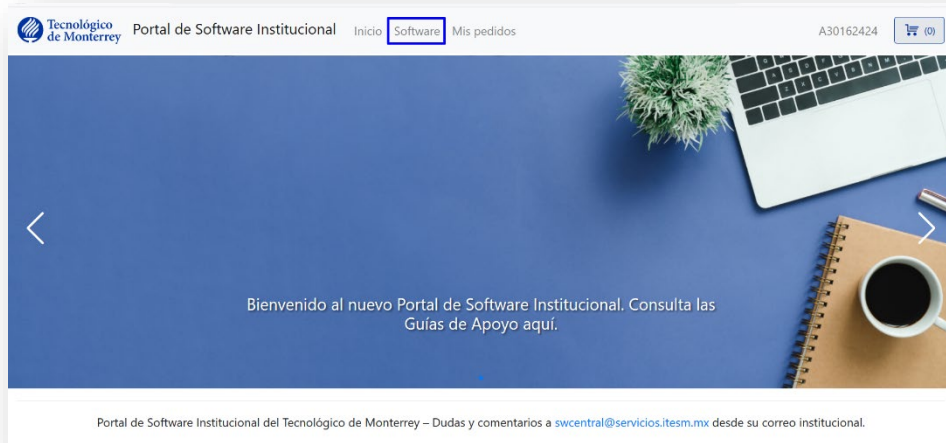 Tecnológico
de Monterrey
Portal de Software Institucional Inicio Software Mis pedidos A30162424 (0)
Bienvenido al nuevo Portal de Software Institucional. Consulta las
Guías de Apoyo aquí.
Portal de Software Institucional del Tecnológico de Monterrey – Dudas y comentarios a swcentral@servicios.itesm.mx desde su correo institucional.